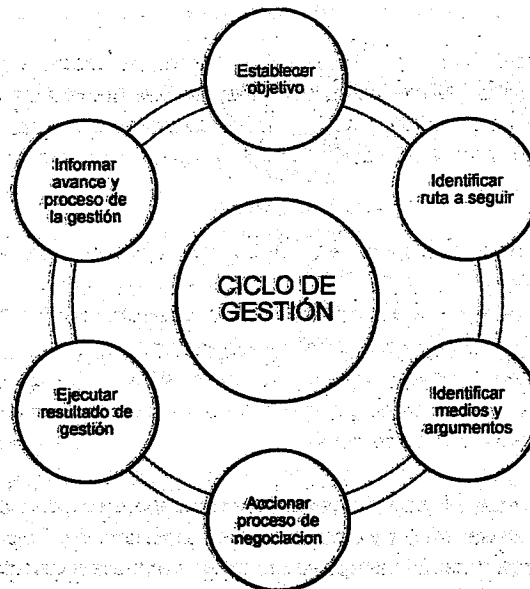 Establecer
objetivo
Identificar
ruta a seguir
Identificar
medios y
argumentos
Accionar
proceso de
negociacion
Ejecutar
resultado de
gestión
Informar
avance y
proceso de
la gestión
CICLO DE
GESTIÓN